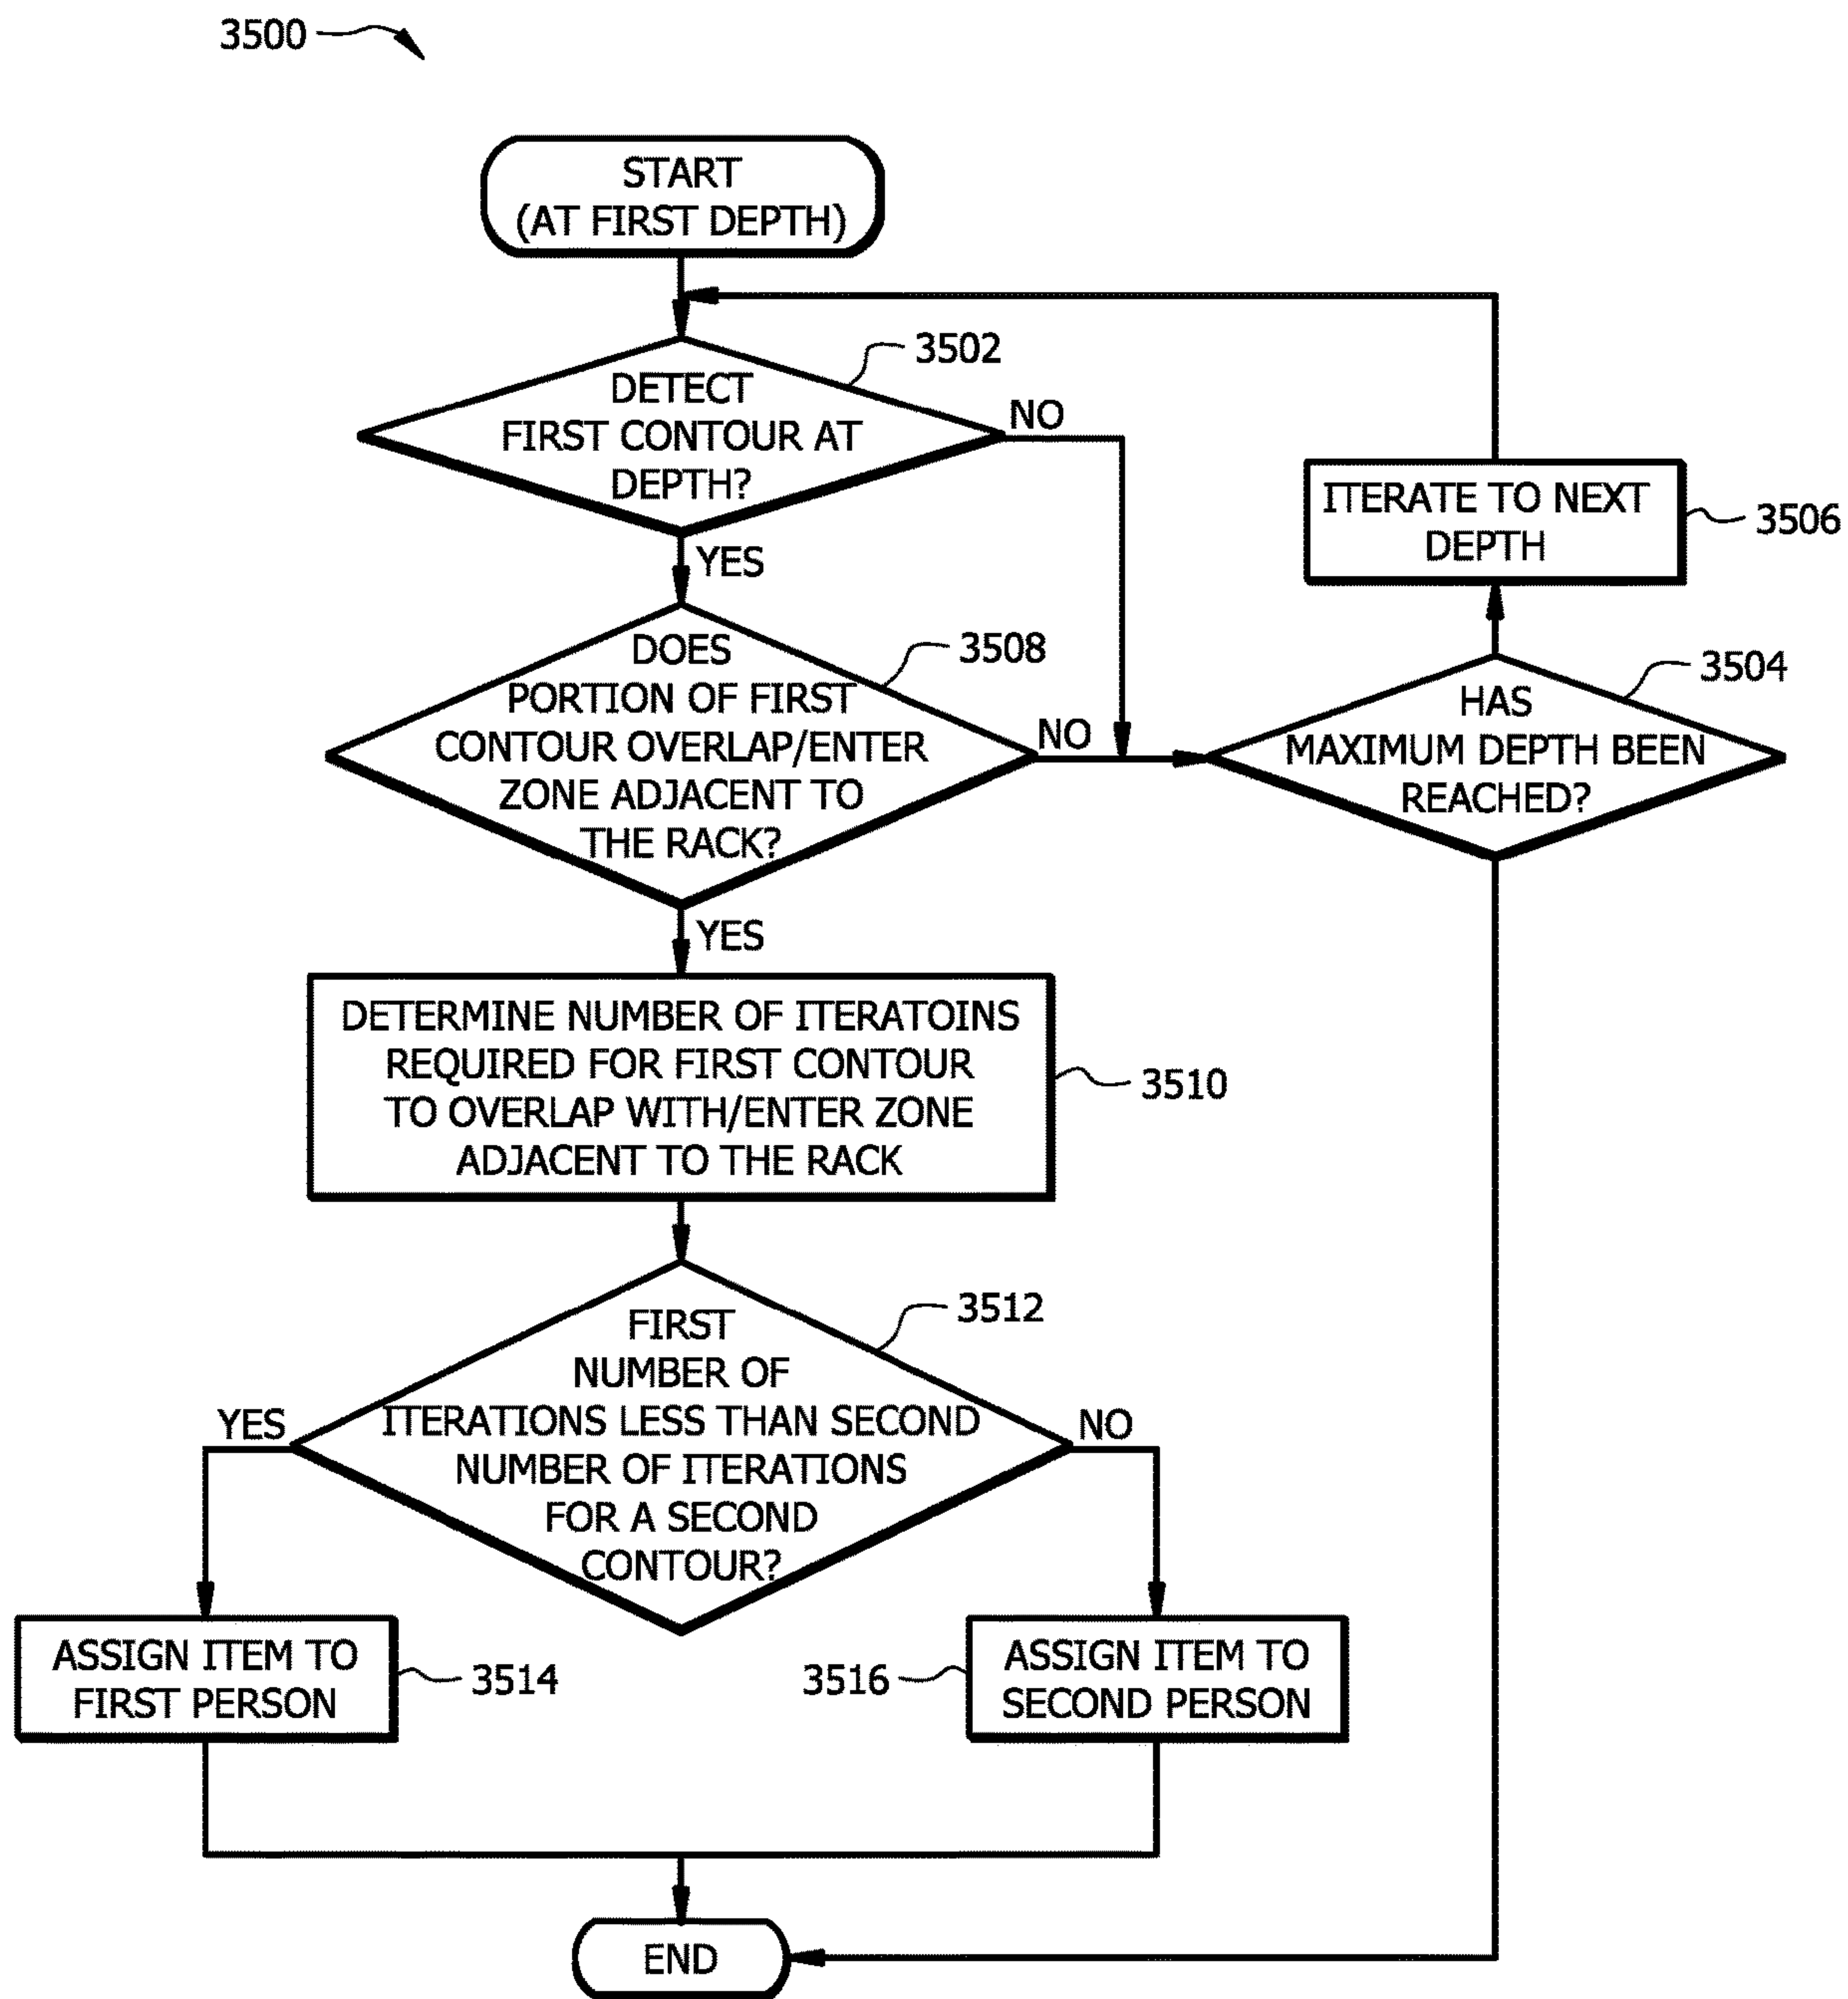 3500
START
(AT FIRST DEPTH)
3502
DETECT
FIRST CONTOUR AT
DEPTH?
NO
YES
ITERATE TO NEXT
DEPTH
3506
3508
DOES
PORTION OF FIRST
CONTOUR OVERLAP/ENTER
ZONE ADJACENT TO
THE RACK?
NO
YES
3504
HAS
MAXIMUM DEPTH BEEN
REACHED?
DETERMINE NUMBER OF ITERATOINS
REQUIRED FOR FIRST CONTOUR
TO OVERLAP WITH/ENTER ZONE
ADJACENT TO THE RACK
3510
3512
FIRST
NUMBER OF
ITERATIONS LESS THAN SECOND
NUMBER OF ITERATIONS
FOR A SECOND
CONTOUR?
YES
NO
ASSIGN ITEM TO
FIRST PERSON
3514
3516
ASSIGN ITEM TO
SECOND PERSON
END